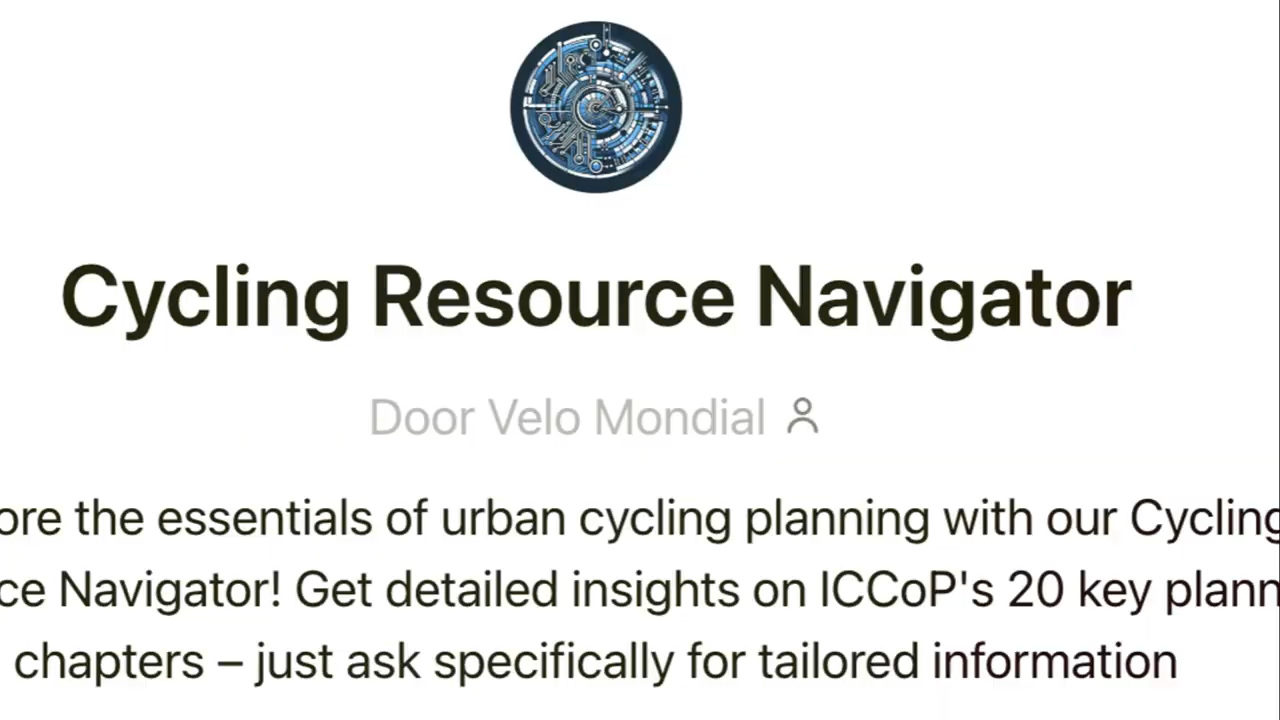 Cycling Resource Navigator
Door Velo Mondial
ore the essentials of urban cycling planning with our Cycling
ce Navigator! Get detailed insights on ICCoP's 20 key plann
chapters – just ask specifically for tailored information